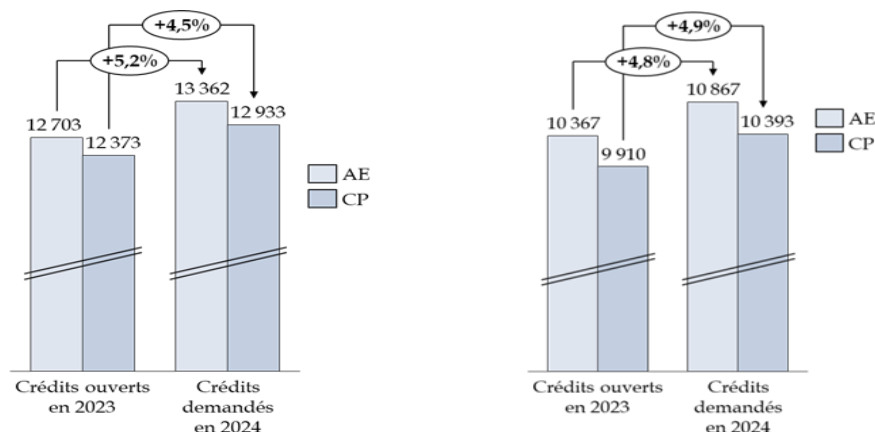 +4,5%
+5,2%
13 362
12 703
12 933
12 373
AE
CP
Crédits ouverts
en 2023
Crédits
demandés
en 2024
+4,9%
+4,8%
10 867
10 367
10 393
9 910
AE
CP
Crédits ouverts
en 2023
Crédits
demandés
en 2024